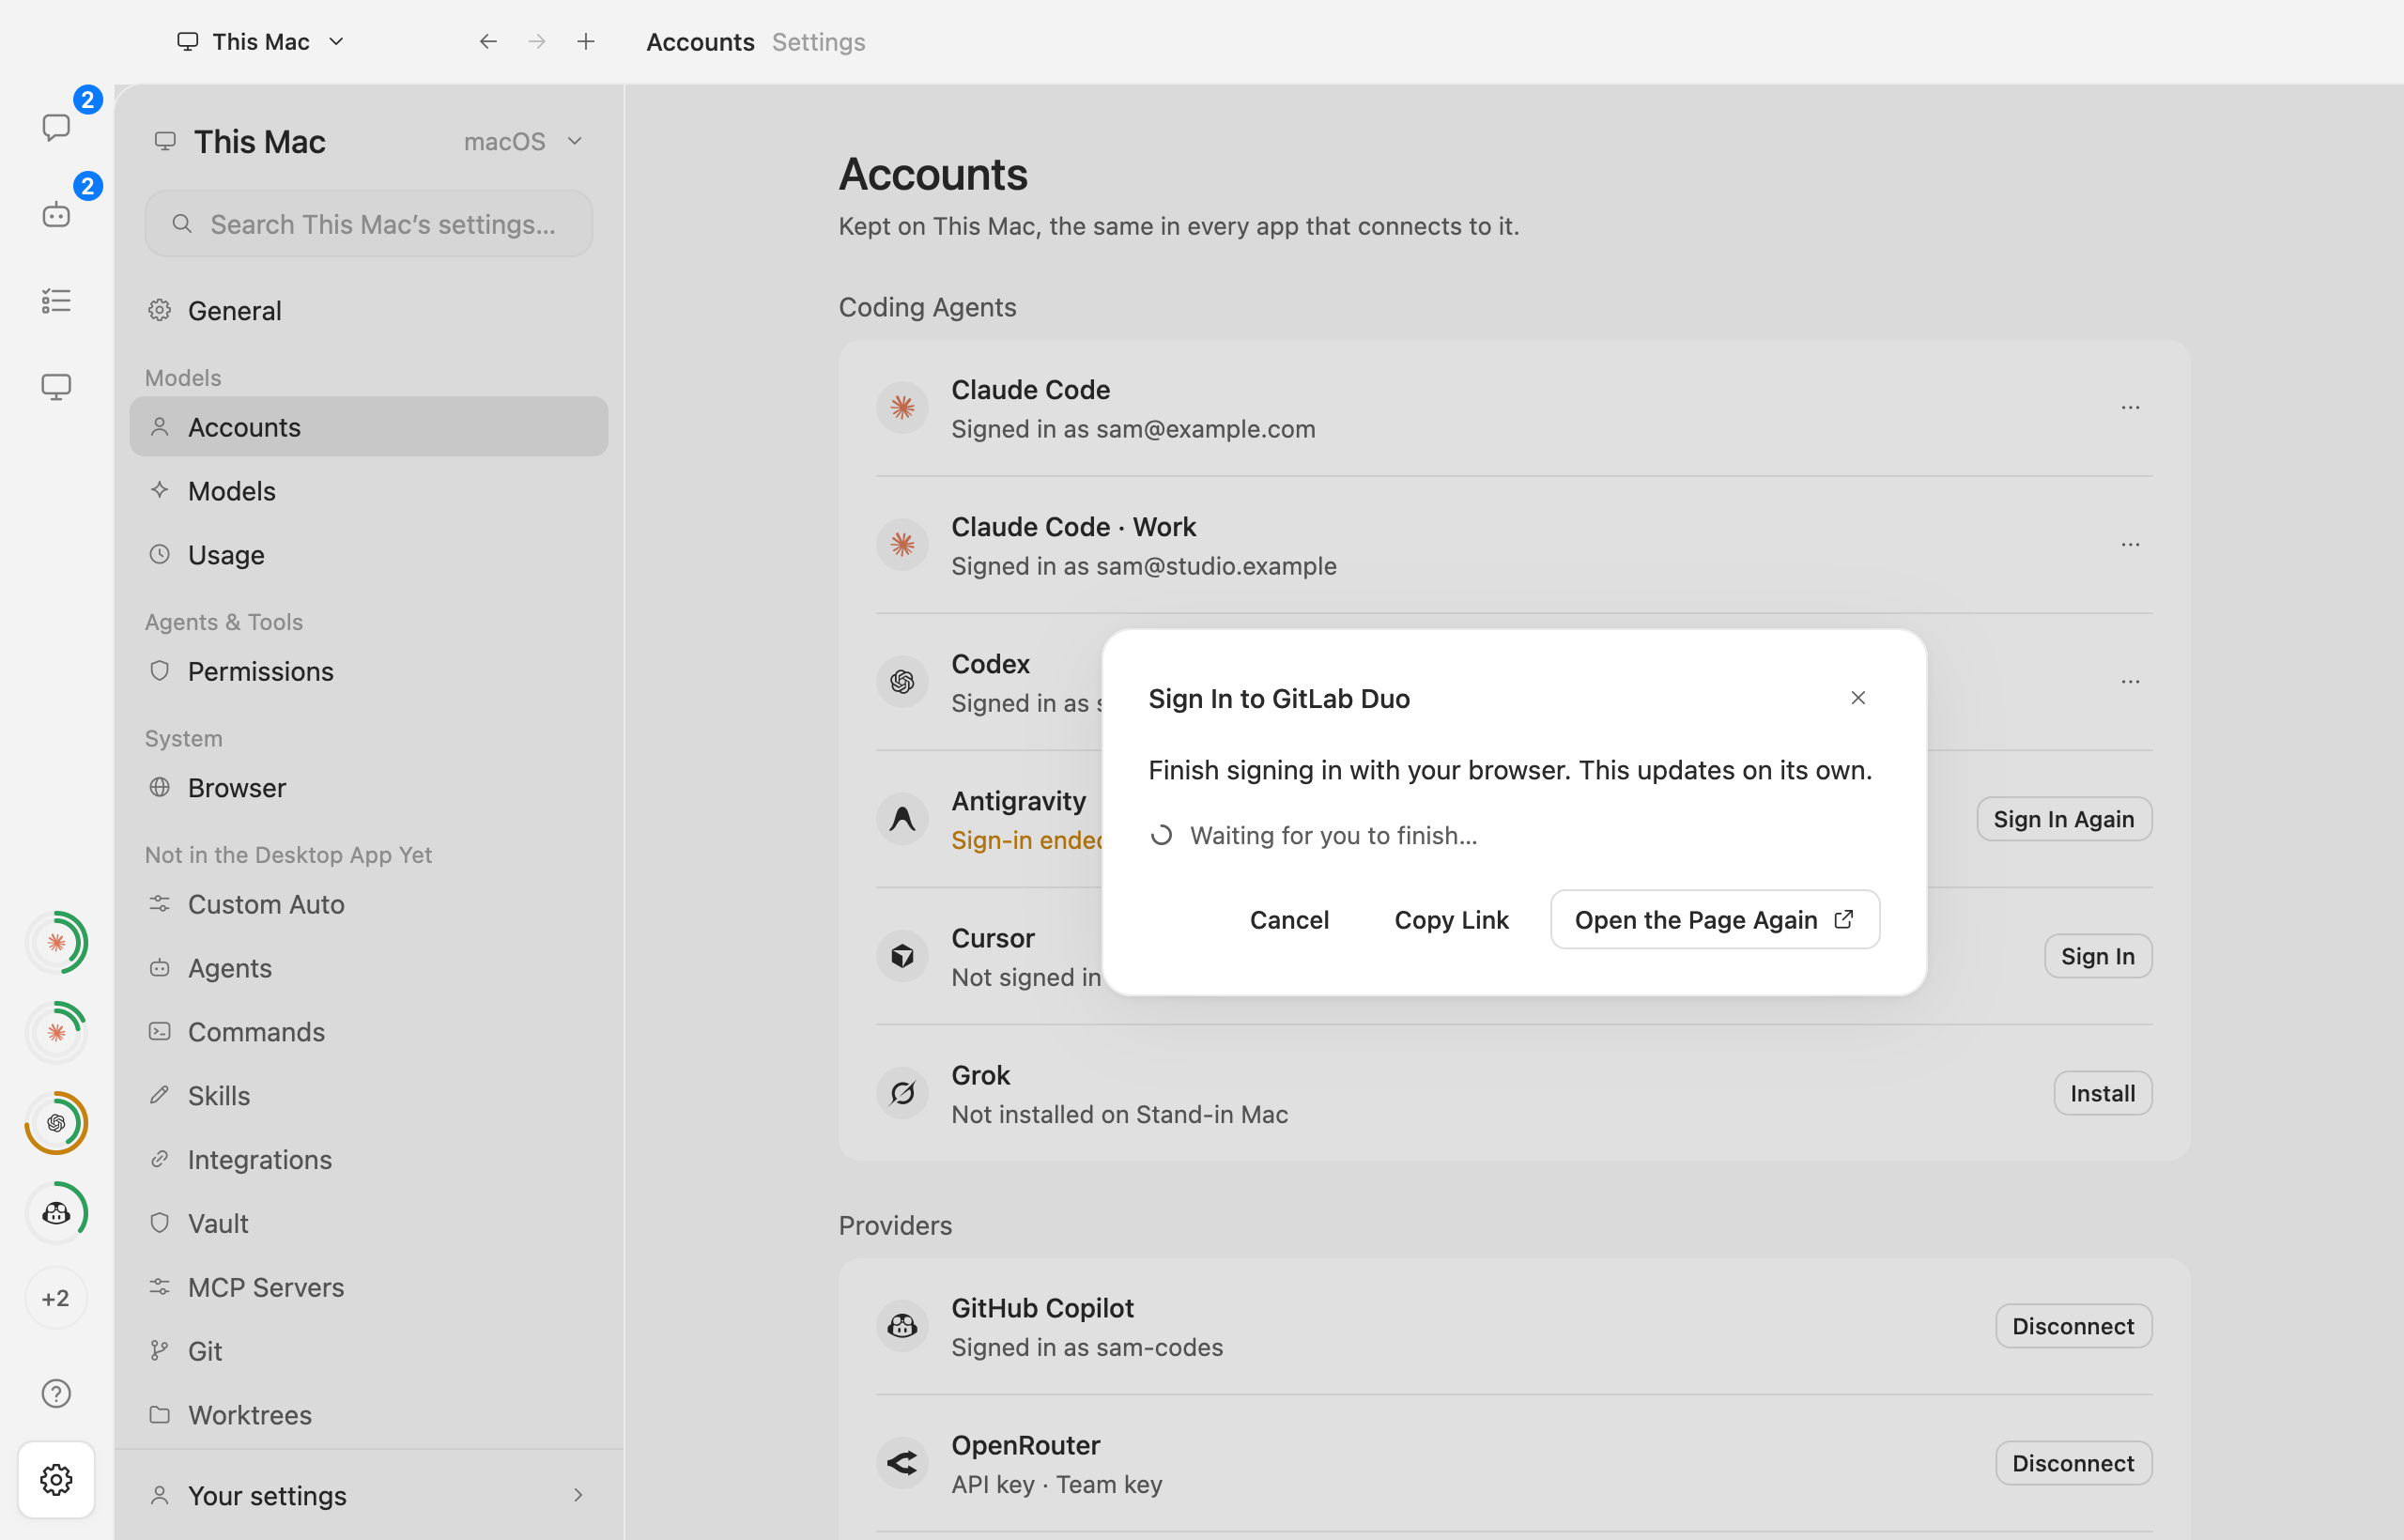 This Mac
Accounts Settings
2
2
This Mac macOS
Search This Mac’s settings...
General
Models
Accounts
Models
Usage
Agents & Tools
Permissions
System
Browser
Not in the Desktop App Yet
Custom Auto
Agents
Commands
Skills
Integrations
Vault
MCP Servers
Git
Worktrees
Your settings
+2
Accounts
Kept on This Mac, the same in every app that connects to it.
Coding Agents
Claude Code
Signed in as sam@example.com
Claude Code · Work
Signed in as sam@studio.example
Codex
Signed in as
Antigravity
Sign-in ended
Sign In Again
Cursor
Not signed in
Sign In
Grok
Not installed on Stand-in Mac
Install
Sign In to GitLab Duo
Finish signing in with your browser. This updates on its own.
Waiting for you to finish...
Cancel Copy Link Open the Page Again
Providers
GitHub Copilot
Signed in as sam-codes
Disconnect
OpenRouter
API key · Team key
Disconnect